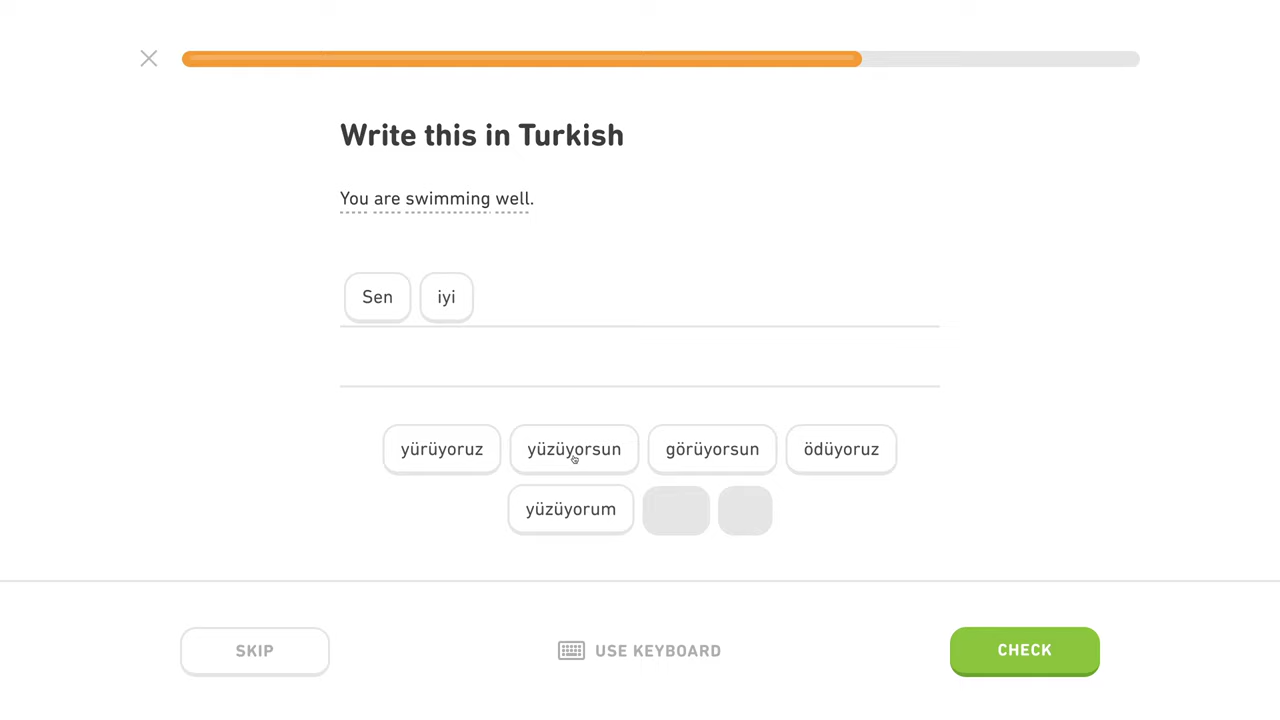 Write this in Turkish
You are swimming well.
Sen iyi
yürüyoruz yüzüyorsun görüyorsun ödüyoruz
yüzüyorum
SKIP USE KEYBOARD CHECK